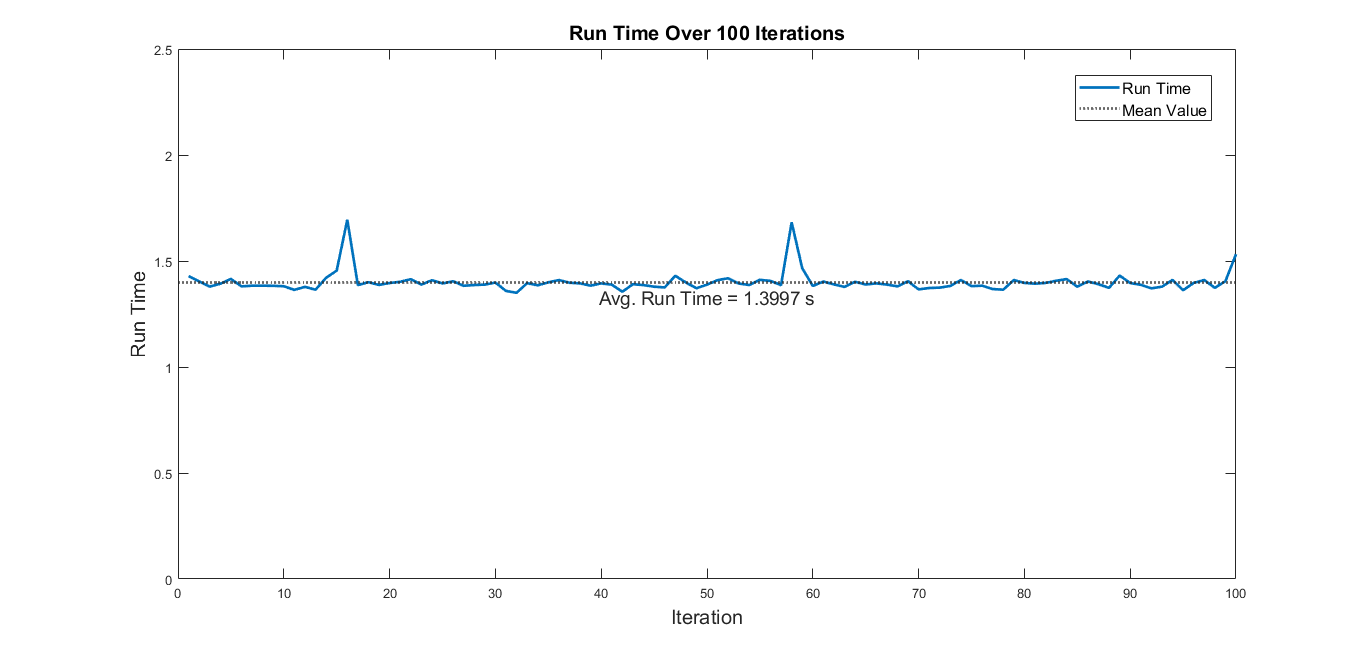 Run Time Over 100 Iterations
2.5
2
1.5
1
0.5
0
Run Time
Run Time
Mean Value
Avg. Run Time = 1.3997 s
0 10 20 30 40 50 60 70 80 90 100
Iteration